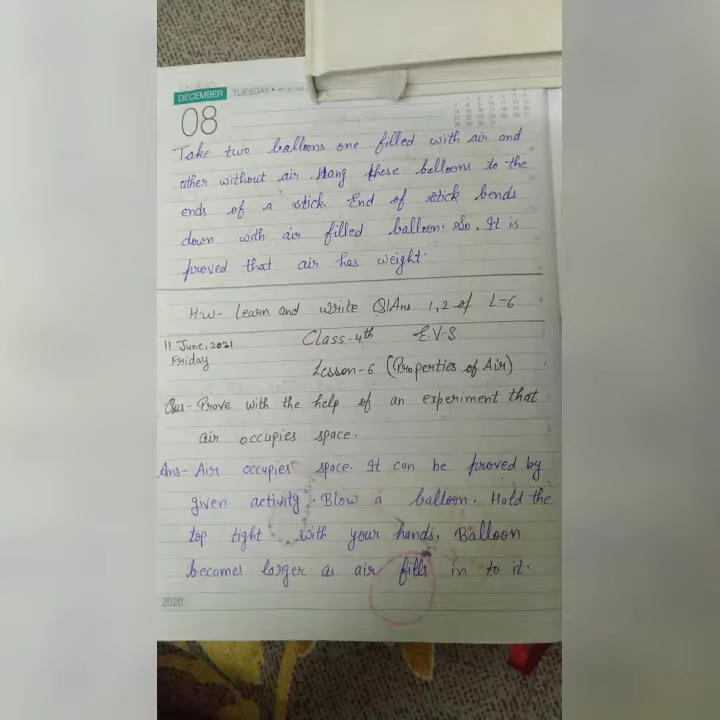 DECEMBER TUESDAY
08
Take two balloons one filled with air and
other without air. Hang these balloons to the
ends of a stick. End of stick bends
down with air filled balloon. So, It is
proved that air has weight.
H.W- Learn and write Q/Ans 1,2 of L-6
11 June, 2021 Class-4th E.V.S
Friday
Lesson-6 (Properties of Air)
Ques- Prove with the help of an experiment that
air occupies space.
Ans- Air occupies space. It can be proved by
given activity. Blow a balloon. Hold the
top tight with your hands. Balloon
becomes larger as air fills in to it.
2020